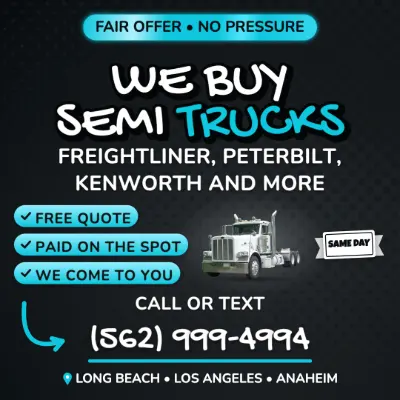 FAIR OFFER • NO PRESSURE
WE BUY
SEMI TRUCKS
FREIGHTLINER, PETERBILT,
KENWORTH AND MORE
FREE QUOTE
PAID ON THE SPOT
WE COME TO YOU
SAME DAY
CALL OR TEXT
(562) 999-4994
LONG BEACH • LOS ANGELES • ANAHEIM